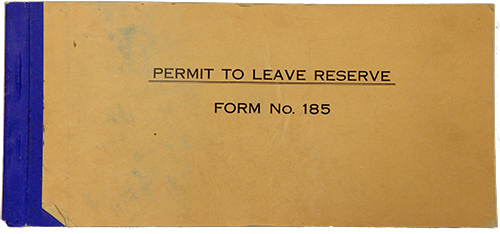 PERMIT TO LEAVE RESERVE
FORM No. 185